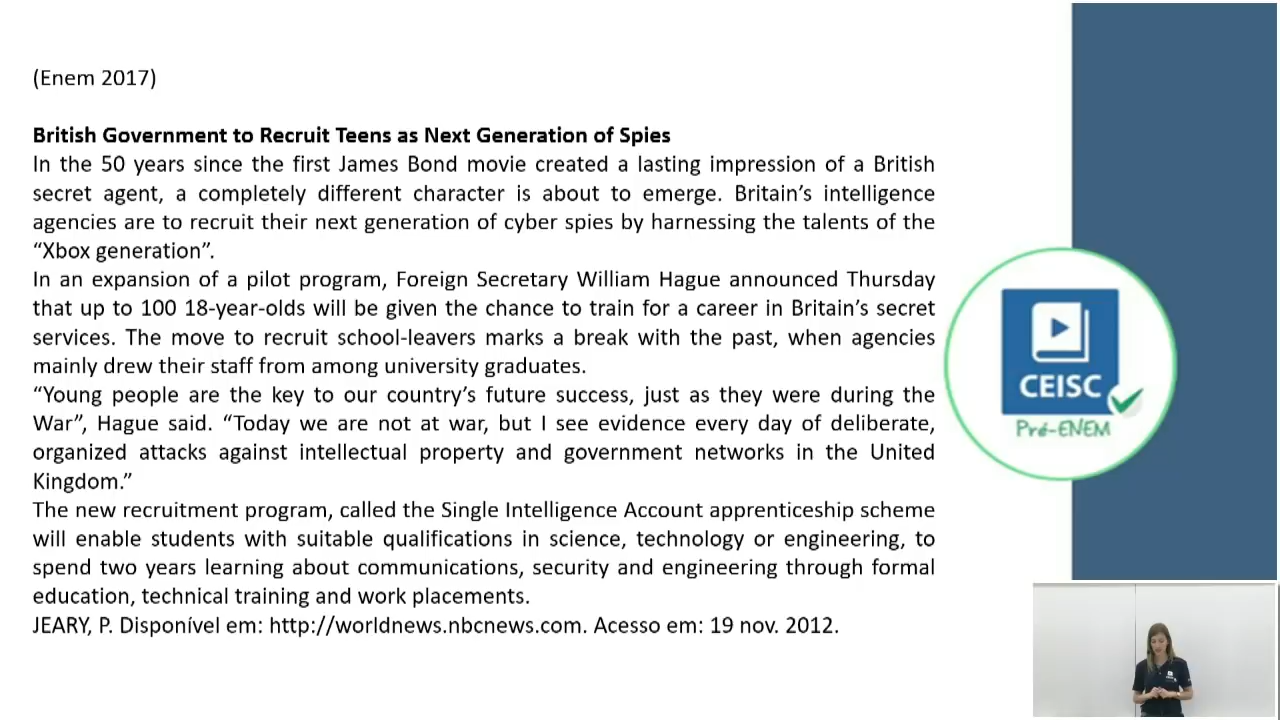 (Enem 2017)
British Government to Recruit Teens as Next Generation of Spies
In the 50 years since the first James Bond movie created a lasting impression of a British
secret agent, a completely different character is about to emerge. Britain’s intelligence
agencies are to recruit their next generation of cyber spies by harnessing the talents of the
“Xbox generation”.
In an expansion of a pilot program, Foreign Secretary William Hague announced Thursday
that up to 100 18-year-olds will be given the chance to train for a career in Britain’s secret
services. The move to recruit school-leavers marks a break with the past, when agencies
mainly drew their staff from among university graduates.
“Young people are the key to our country’s future success, just as they were during the
War”, Hague said. “Today we are not at war, but I see evidence every day of deliberate,
organized attacks against intellectual property and government networks in the United
Kingdom.”
The new recruitment program, called the Single Intelligence Account apprenticeship scheme
will enable students with suitable qualifications in science, technology or engineering, to
spend two years learning about communications, security and engineering through formal
education, technical training and work placements.
JEARY, P. Disponível em: http://worldnews.nbcnews.com. Acesso em: 19 nov. 2012.
CEISC
Pré-ENEM